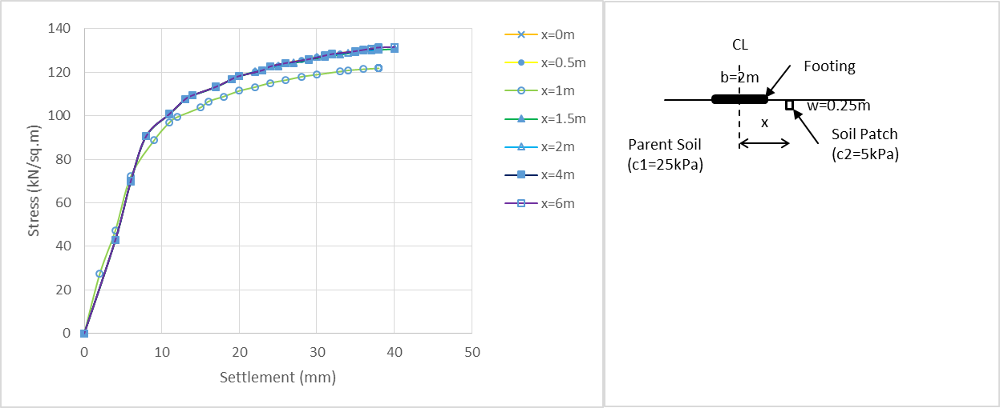 140
120
100
80
60
40
20
0
0
10
20
30
40
50
Stress (kN/sq.m)
Settlement (mm)
x=0m
x=0.5m
x=1m
x=1.5m
x=2m
x=4m
x=6m
CL
b=2m
Footing
w=0.25m
x
Soil Patch
(c2=5kPa)
Parent Soil
(c1=25kPa)